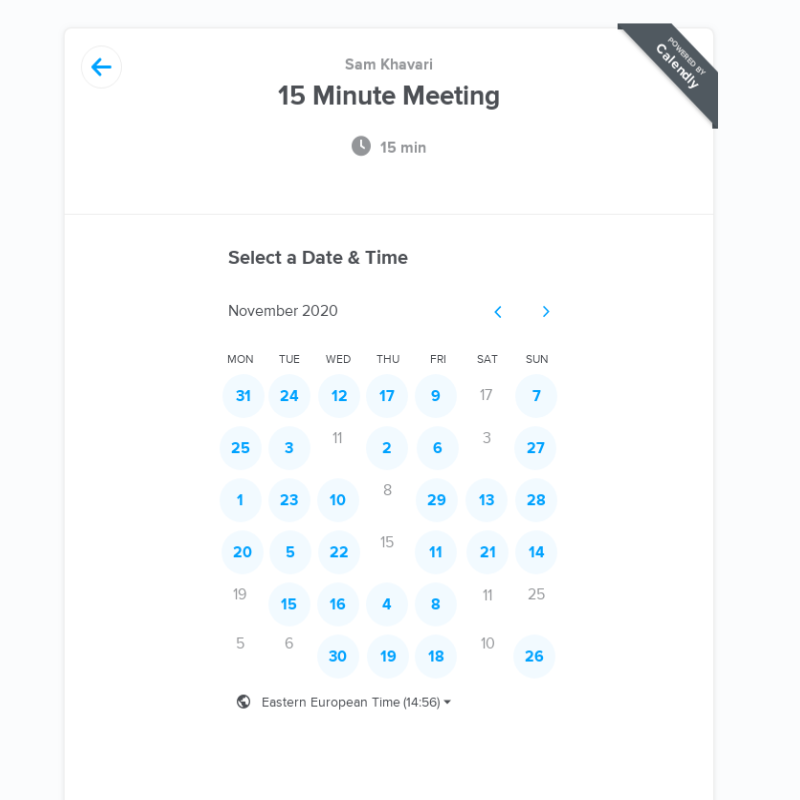 Sam Khavari
15 Minute Meeting
15 min
POWERED BY
Calendly
Select a Date & Time
November 2020
MON TUE WED THU FRI SAT SUN
31 24 12 17 9 17 7
25 3 11 2 6 3 27
1 23 10 8 29 13 28
20 5 22 15 11 21 14
19 15 16 4 8 11 25
5 6 30 19 18 10 26
Eastern European Time (14:56)